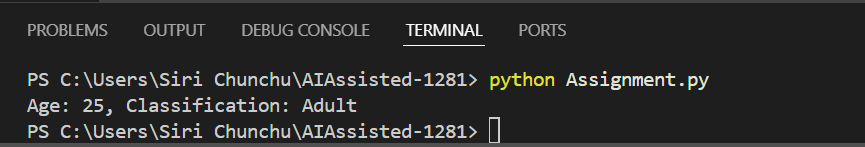 PROBLEMS OUTPUT DEBUG CONSOLE TERMINAL PORTS
PS C:\Users\Siri Chunchu\AIAssisted-1281> python Assignment.py
Age: 25, Classification: Adult
PS C:\Users\Siri Chunchu\AIAssisted-1281>